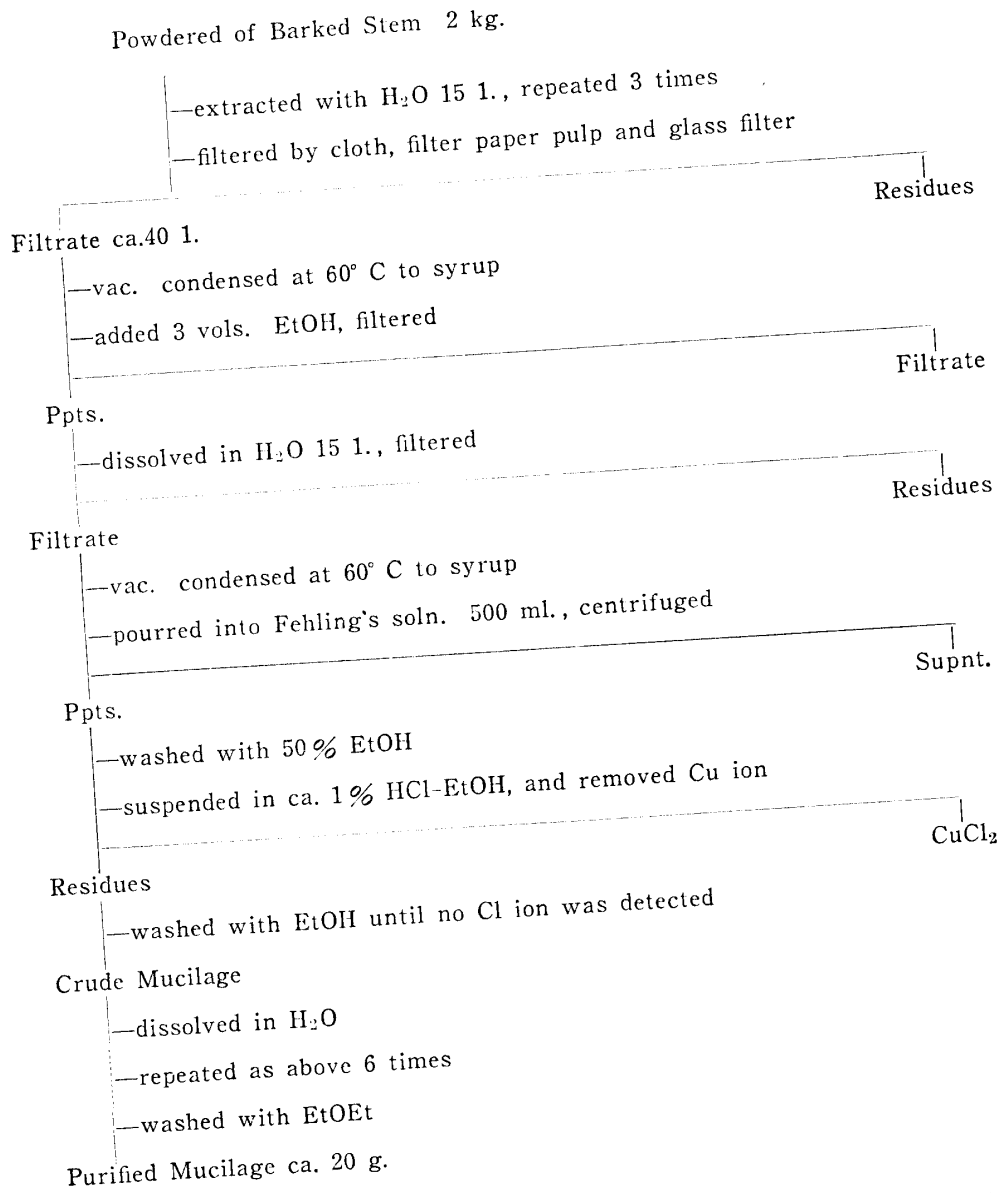 Powdered of Barked Stem 2 kg.
—extracted with H₂O 15 l., repeated 3 times
—filtered by cloth, filter paper pulp and glass filter
Residues
Filtrate ca.40 l.
—vac. condensed at 60° C to syrup
—added 3 vols. EtOH, filtered
Filtrate
Ppts.
—dissolved in H₂O 15 l., filtered
Residues
Filtrate
—vac. condensed at 60° C to syrup
—pourred into Fehling's soln. 500 ml., centrifuged
Supnt.
Ppts.
—washed with 50% EtOH
—suspended in ca. 1% HCl-EtOH, and removed Cu ion
CuCl₂
Residues
—washed with EtOH until no Cl ion was detected
Crude Mucilage
—dissolved in H₂O
—repeated as above 6 times
—washed with EtOEt
Purified Mucilage ca. 20 g.